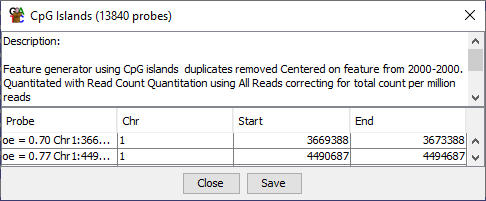 CpG Islands (13840 probes)
Description:
Feature generator using CpG islands duplicates removed Centered on feature from 2000-2000.
Quantitated with Read Count Quantitation using All Reads correcting for total count per million
reads
Probe Chr Start End
oe = 0.70 Chr1:366... 1 3669388 3673388
oe = 0.77 Chr1:449... 1 4490687 4494687
Close Save